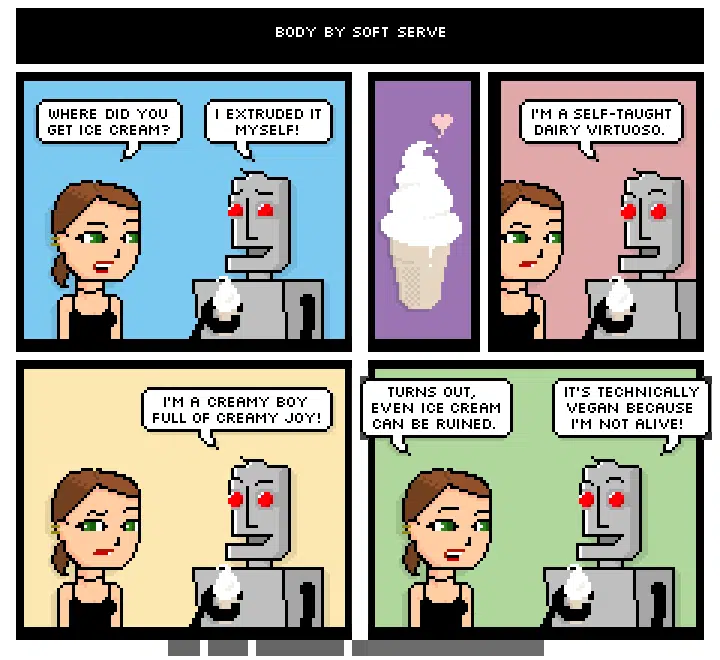 BODY BY SOFT SERVE
WHERE DID YOU
GET ICE CREAM?
I EXTRUDED IT
MYSELF!
I'M A SELF-TAUGHT
DAIRY VIRTUOSO.
I'M A CREAMY BOY
FULL OF CREAMY JOY!
TURNS OUT,
EVEN ICE CREAM
CAN BE RUINED.
IT'S TECHNICALLY
VEGAN BECAUSE
I'M NOT ALIVE!